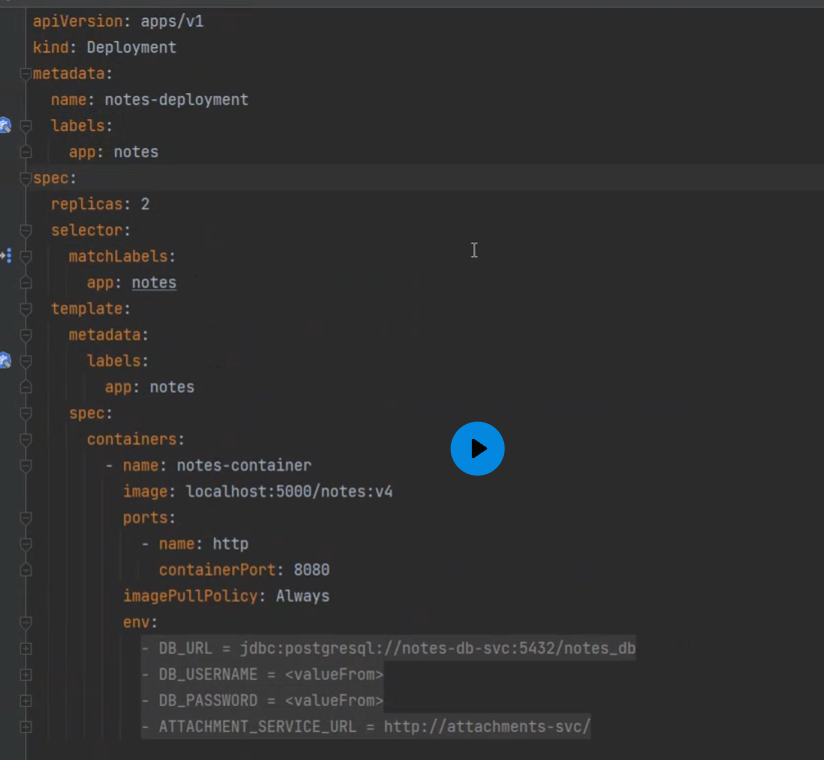 apiVersion: apps/v1
kind: Deployment
metadata:
  name: notes-deployment
  labels:
    app: notes
spec:
  replicas: 2
  selector:
    matchLabels:
      app: notes
  template:
    metadata:
      labels:
        app: notes
    spec:
      containers:
        - name: notes-container
          image: localhost:5000/notes:v4
          ports:
            - name: http
              containerPort: 8080
          imagePullPolicy: Always
          env:
            - DB_URL = jdbc:postgresql://notes-db-svc:5432/notes_db
            - DB_USERNAME = <valueFrom>
            - DB_PASSWORD = <valueFrom>
            - ATTACHMENT_SERVICE_URL = http://attachments-svc/